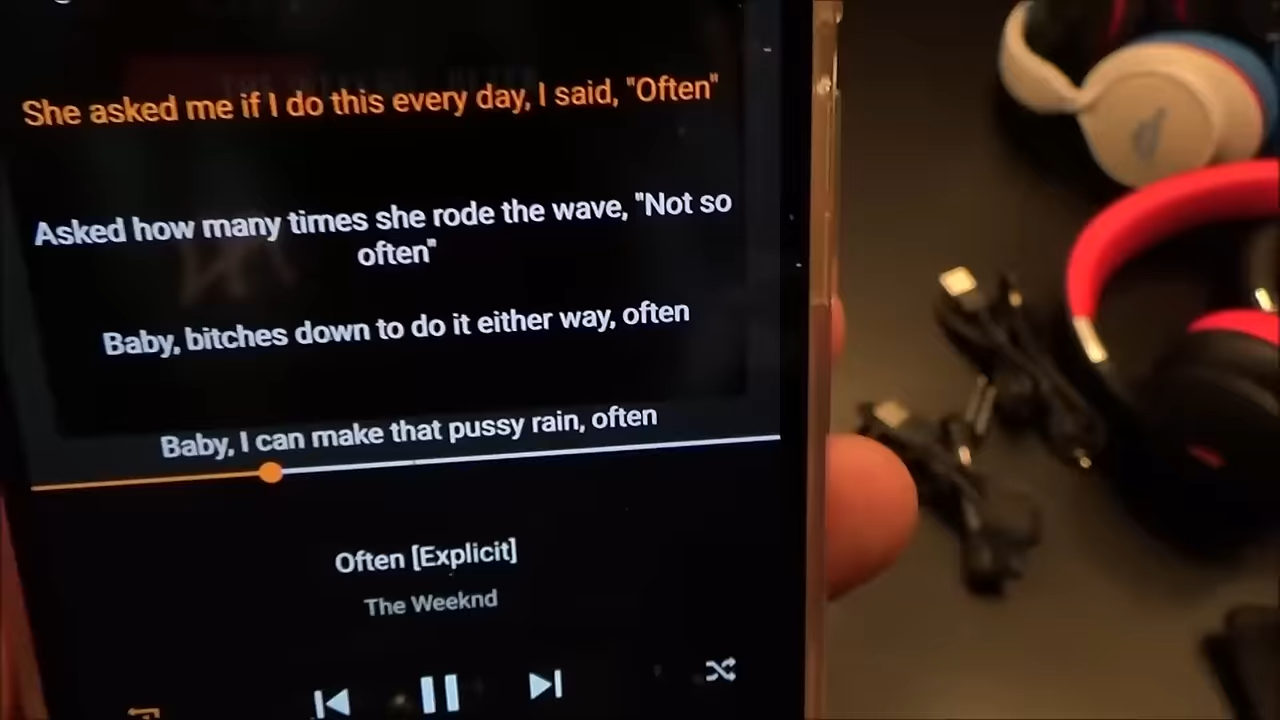 She asked me if I do this every day, I said, "Often"
Asked how many times she rode the wave, "Not so
often"
Baby, bitches down to do it either way, often
Baby, I can make that pussy rain, often
Often [Explicit]
The Weeknd